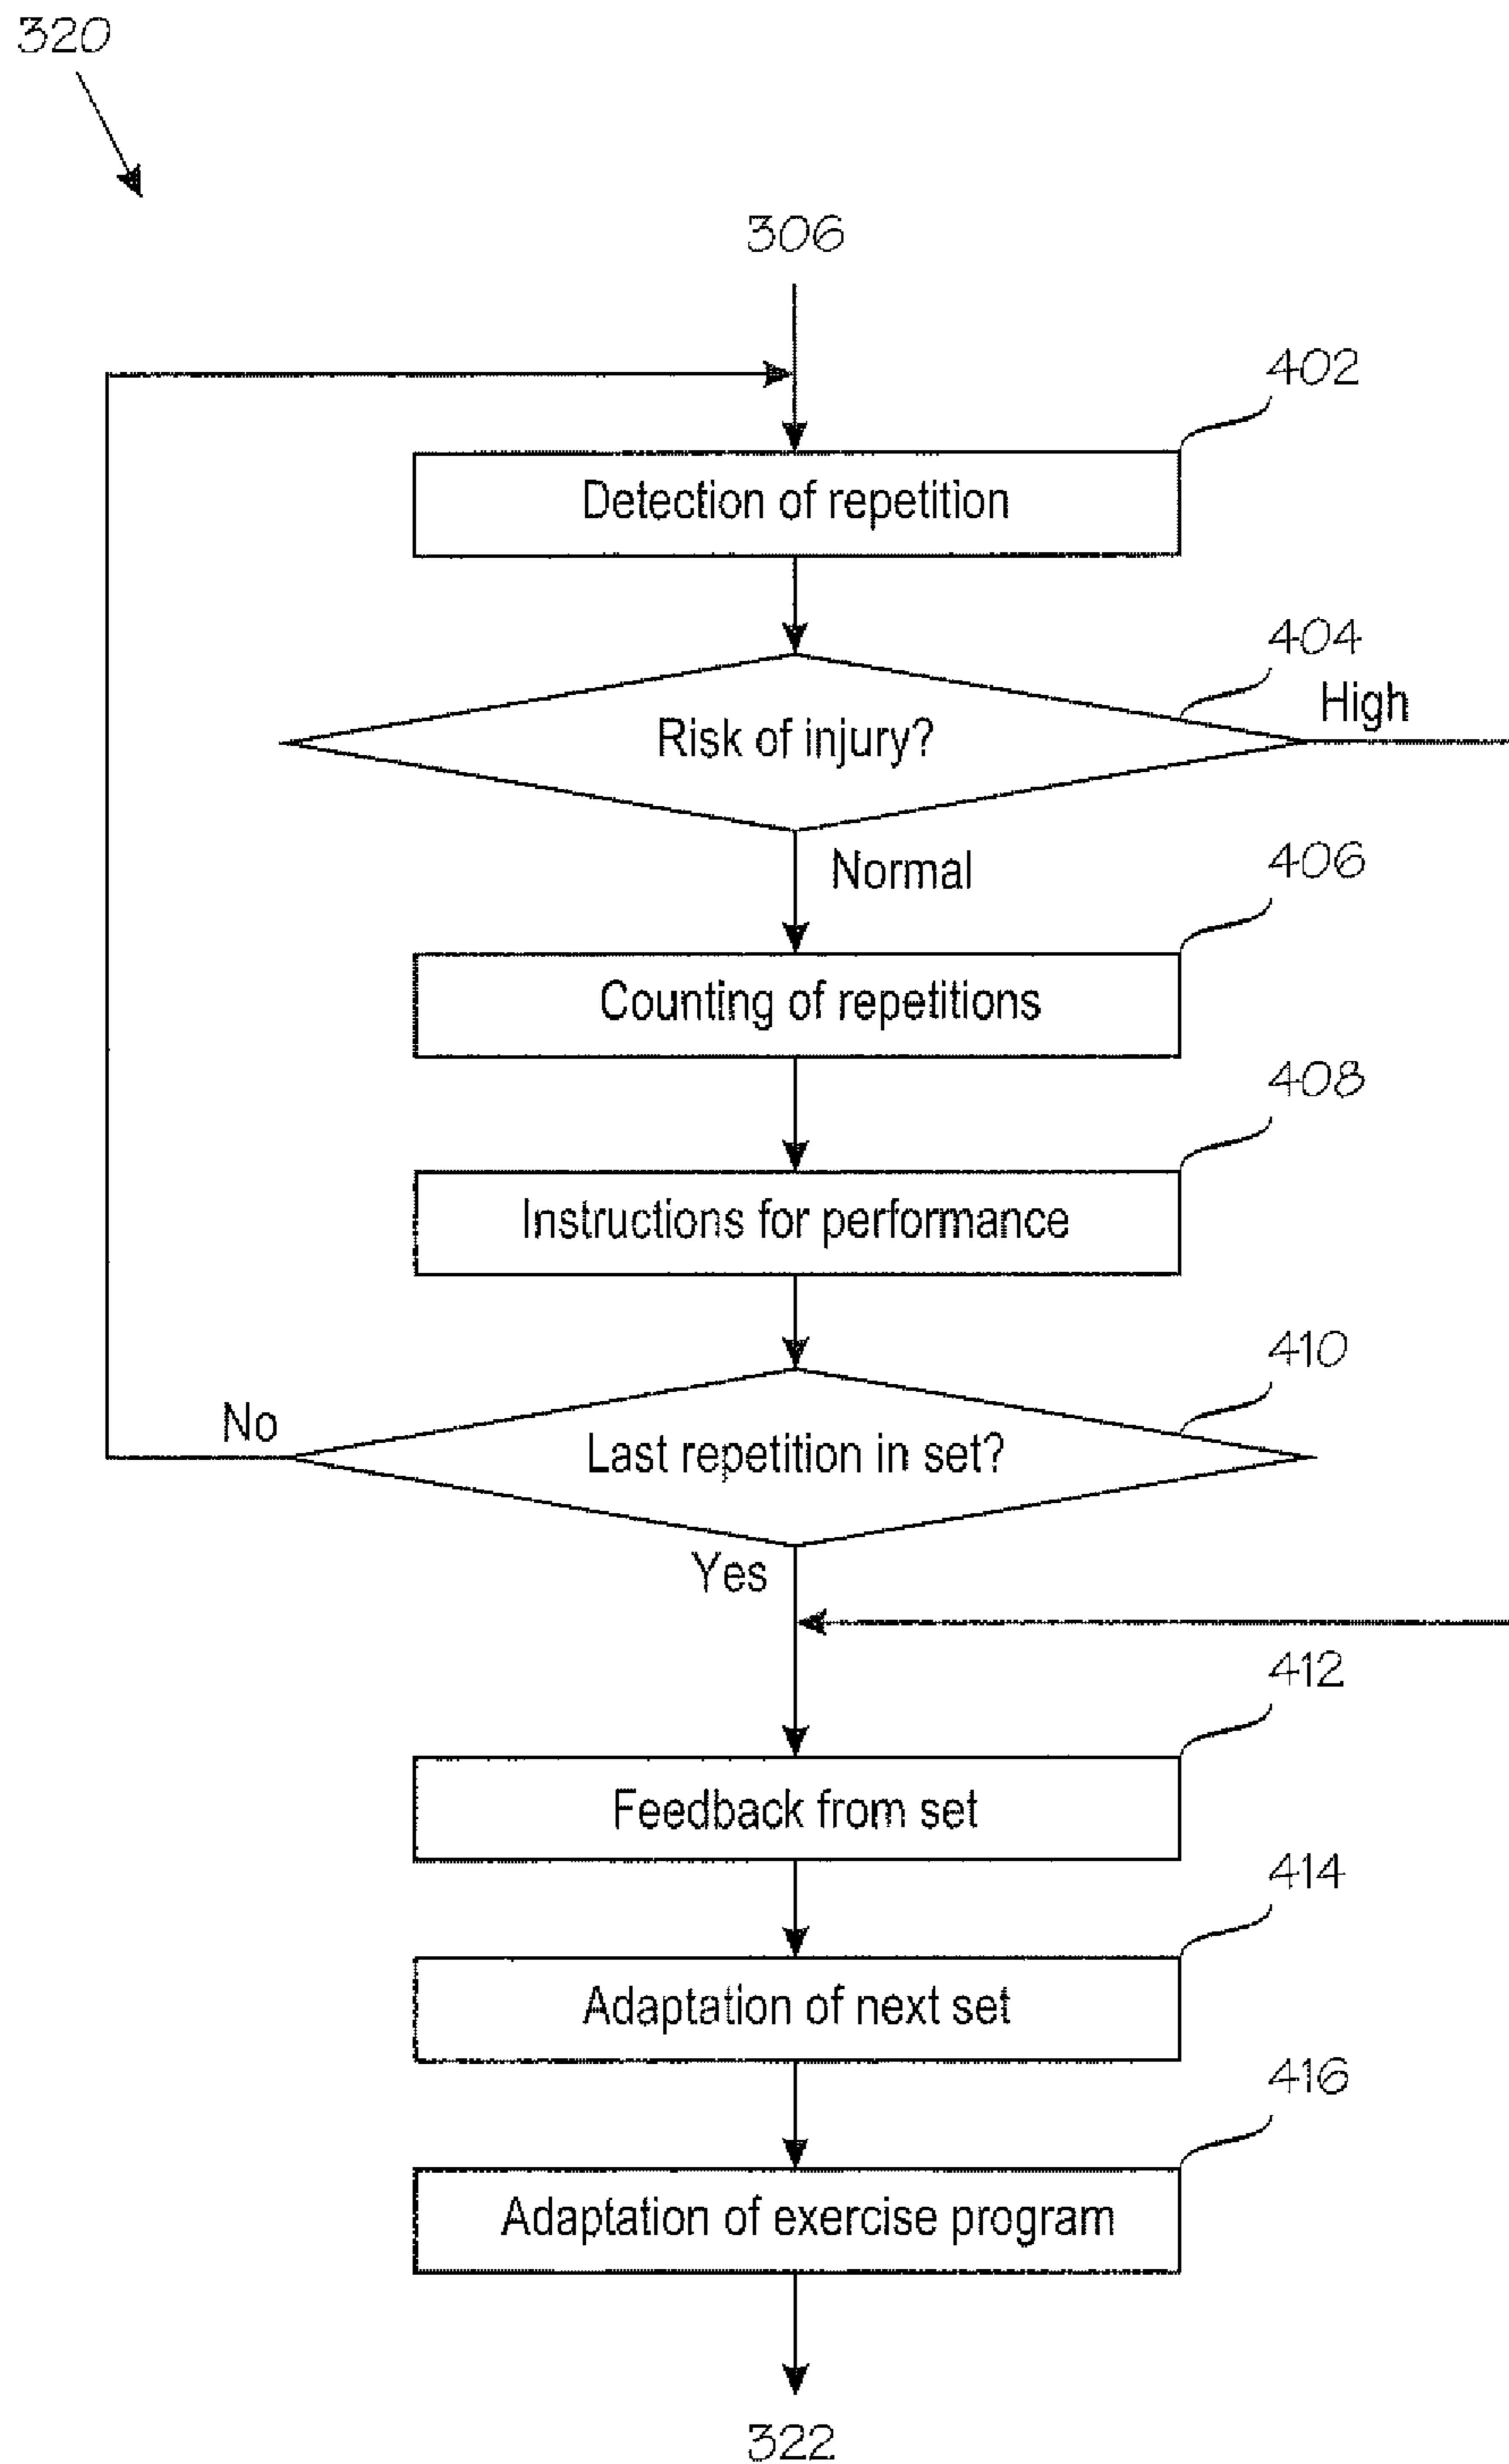 320
306
402
Detection of repetition
404
High
Risk of injury?
Normal
406
Counting of repetitions
408
Instructions for performance
410
No
Last repetition in set?
Yes
412
Feedback from set
414
Adaptation of next set
416
Adaptation of exercise program
322